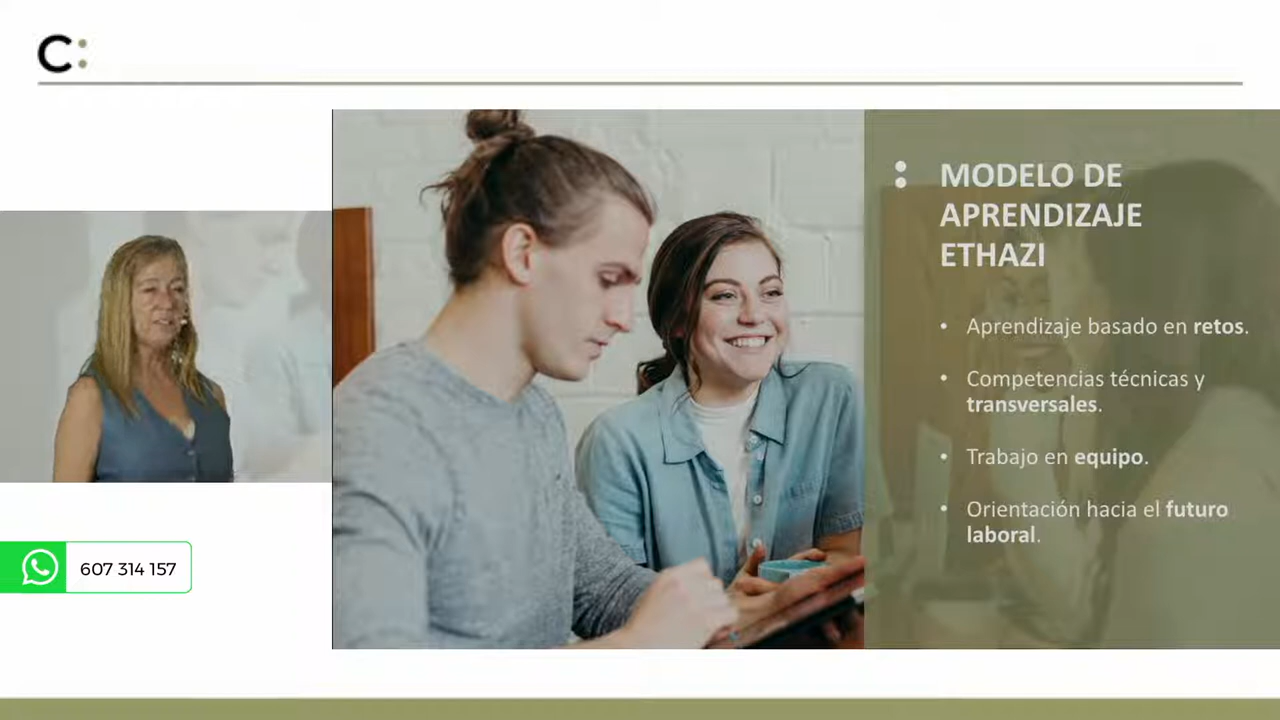 C:
MODELO DE
APRENDIZAJE
ETHAZI
• Aprendizaje basado en retos.
• Competencias técnicas y
transversales.
• Trabajo en equipo.
• Orientación hacia el futuro
laboral.
607 314 157